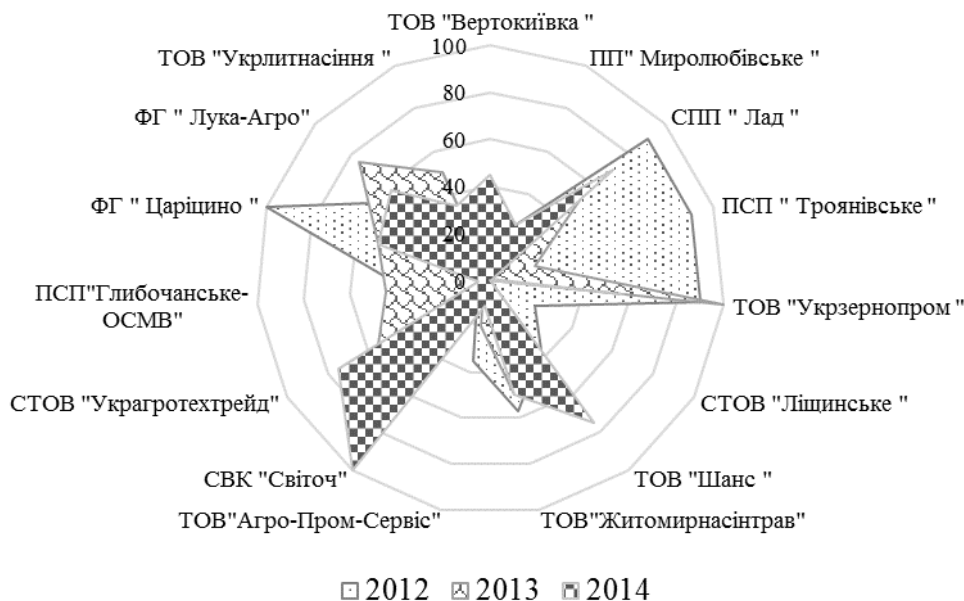 ТОВ "Вертокиївка "
ПП" Миролюбівське "
СПП " Лад "
ПСП " Троянівське"
ТОВ "Укрзернопром "
СТОВ "Ліщинське "
ТОВ "Шанс "
ТОВ"Житомирнасінтрав"
ТОВ"Агро-Пром-Сервіс"
СВК "Світоч"
СТОВ "Украгротехтрейд"
ПСП"Глибочанське-
ОСМВ"
ФГ " Царіцино "
ФГ " Лука-Агро"
ТОВ "Укрлитнасіння "
100
80
60
40
20
0
2012 2013 2014